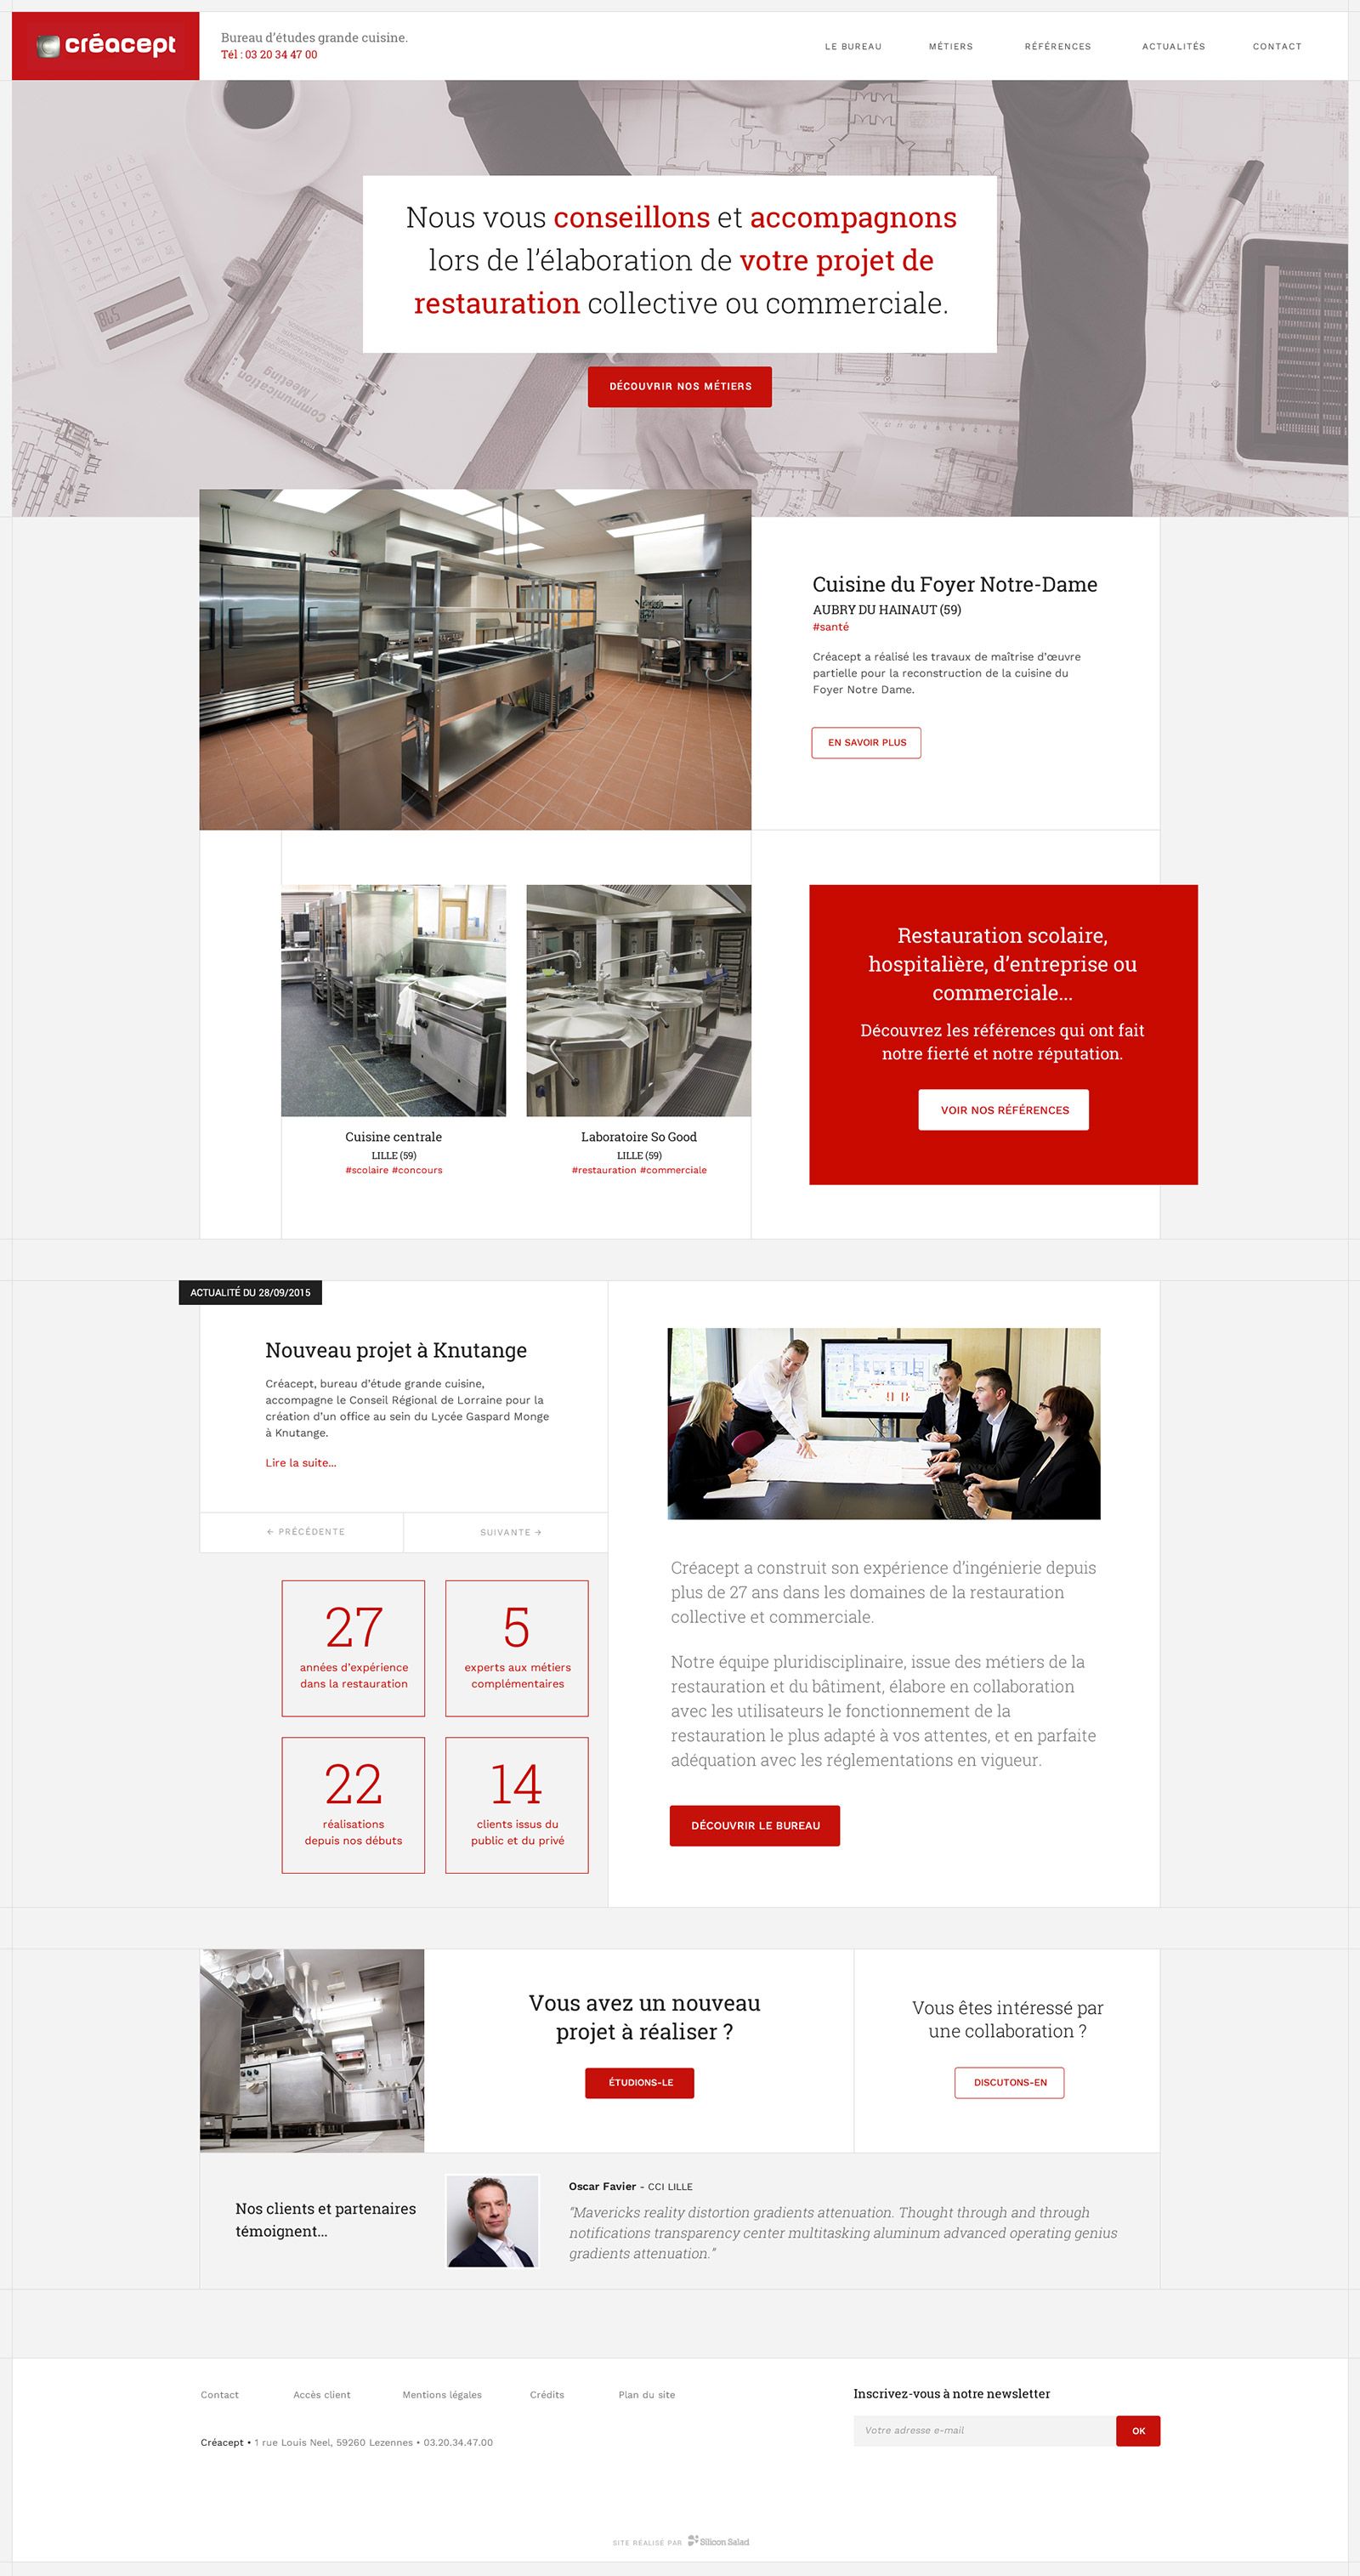 créacept
Bureau d'études grande cuisine.
Tél : 03 20 34 47 00
LE BUREAU
MÉTIERS
RÉFÉRENCES
ACTUALITÉS
CONTACT
Nous vous conseillons et accompagnons
lors de l'élaboration de votre projet de
restauration collective ou commerciale.
DÉCOUVRIR NOS MÉTIERS
Communication
Meeting
Cuisine du Foyer Notre-Dame
AUBRY DU HAINAUT (59)
#santé
Créacept a réalisé les travaux de maîtrise d'œuvre
partielle pour la reconstruction de la cuisine du
Foyer Notre Dame.
EN SAVOIR PLUS
Cuisine centrale
LILLE (59)
#scolaire #concours
Laboratoire So Good
LILLE (59)
#restauration #commerciale
Restauration scolaire,
hospitalière, d'entreprise ou
commerciale...
Découvrez les références qui ont fait
notre fierté et notre réputation.
VOIR NOS RÉFÉRENCES
ACTUALITÉ DU 28/09/2015
Nouveau projet à Knutange
Créacept, bureau d'étude grande cuisine,
accompagne le Conseil Régional de Lorraine pour la
création d'un office au sein du Lycée Gaspard Monge
à Knutange.
Lire la suite...
← PRÉCÉDENTE
SUIVANTE →
27
années d'expérience
dans la restauration
5
experts aux métiers
complémentaires
22
réalisations
depuis nos débuts
14
clients issus du
public et du privé
Créacept a construit son expérience d'ingénierie depuis
plus de 27 ans dans les domaines de la restauration
collective et commerciale.
Notre équipe pluridisciplinaire, issue des métiers de la
restauration et du bâtiment, élabore en collaboration
avec les utilisateurs le fonctionnement de la
restauration le plus adapté à vos attentes, et en parfaite
adéquation avec les réglementations en vigueur.
DÉCOUVRIR LE BUREAU
Vous avez un nouveau
projet à réaliser ?
ÉTUDIONS-LE
Vous êtes intéressé par
une collaboration ?
DISCUTONS-EN
Nos clients et partenaires
témoignent...
Oscar Favier - CCI LILLE
"Mavericks reality distortion gradients attenuation. Thought through and through
notifications transparency center multitasking aluminum advanced operating genius
gradients attenuation."
Contact
Accès client
Mentions légales
Crédits
Plan du site
Créacept • 1 rue Louis Neel, 59260 Lezennes • 03.20.34.47.00
Inscrivez-vous à notre newsletter
Votre adresse e-mail
OK
SITE RÉALISÉ PAR Silicon Salad